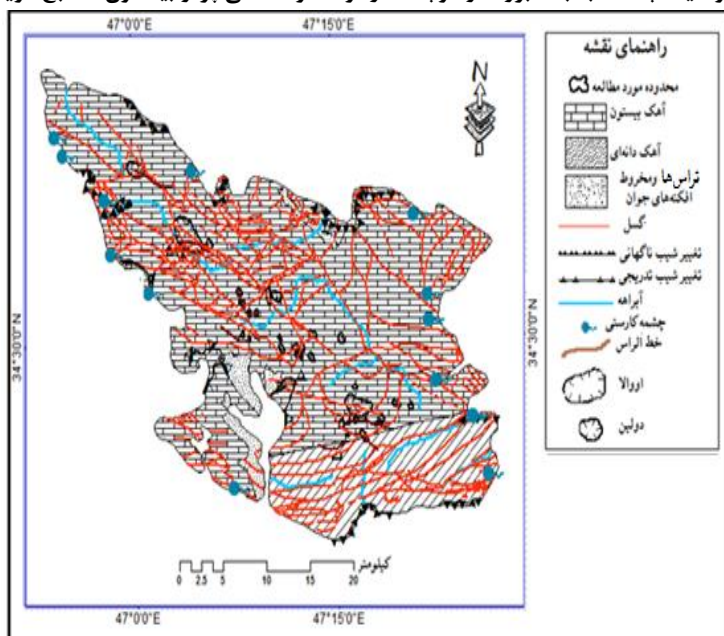 47°0'0"E 47°15'0"E
راهنمای نقشه
محدوده مورد مطالعه
آهک بیستون
آهک دانه‌ای
تراس‌ها ومخروط
افکنه‌های جوان
گسل
تغییر شیب ناگهانی
تغییر شیب تدریجی
آبراهه
چشمه کارستی
خط الراس
اووالا
دولین
N
34°30'0"N 34°30'0"N
کیلومتر
0 2.5 5 10 15 20
47°0'0"E 47°15'0"E